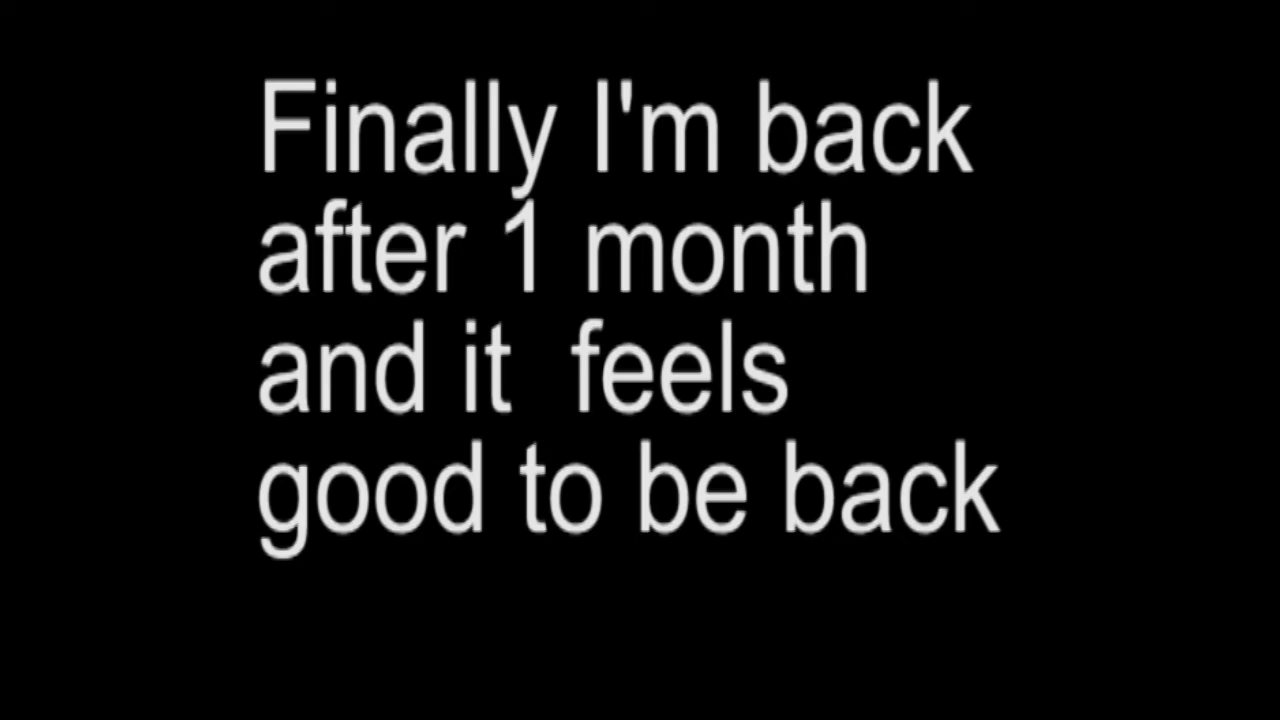 Finally I'm back
after 1 month
and it  feels
good to be back